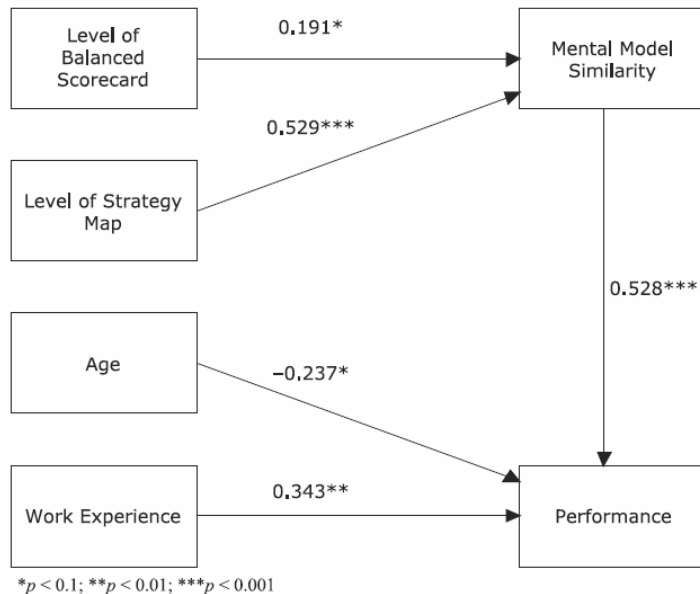 Level of
Balanced
Scorecard
0.191*
Mental Model
Similarity
0.529***
Level of Strategy
Map
0.528***
Age
–0.237*
Work Experience
0.343**
Performance
*p < 0.1; **p < 0.01; ***p < 0.001